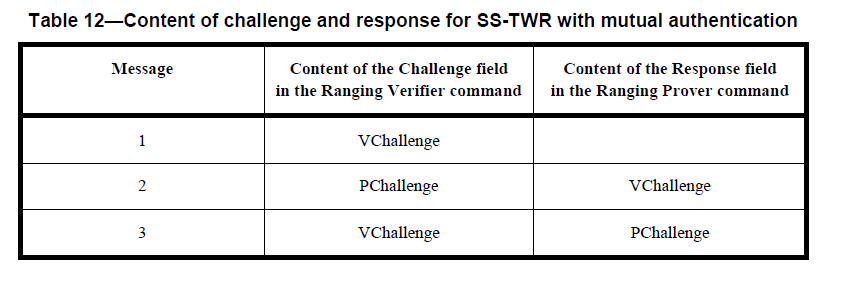 Table 12—Content of challenge and response for SS-TWR with mutual authentication
Message
Content of the Challenge field
in the Ranging Verifier command
Content of the Response field
in the Ranging Prover command
1
VChallenge
2
PChallenge
VChallenge
3
VChallenge
PChallenge